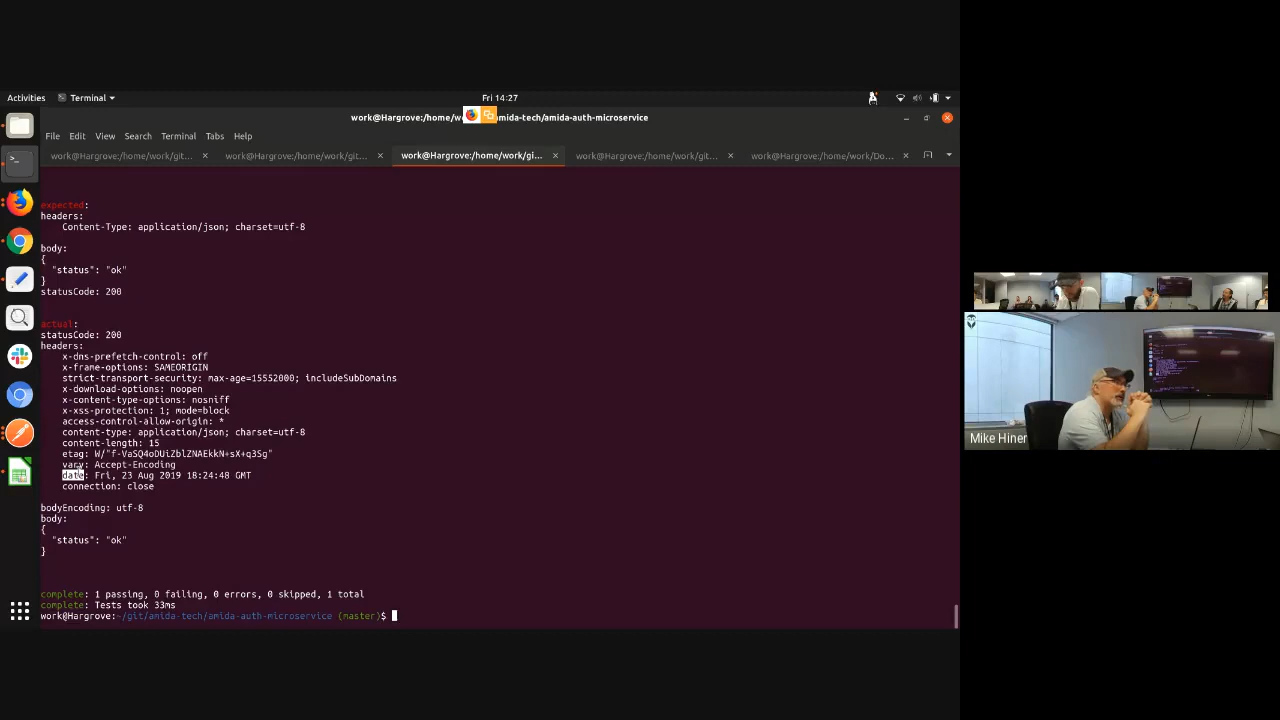 Activities
Terminal
Fri 14:27
work@Hargrove:/home/w
amida-tech/amida-auth-microservice
File Edit View Search Terminal Tabs Help
work@Hargrove:/home/work/git... work@Hargrove:/home/work/git... work@Hargrove:/home/work/gi... work@Hargrove:/home/work/git... work@Hargrove:/home/work/Do...
expected:
headers:
Content-Type: application/json; charset=utf-8
body:
{
"status": "ok"
}
statusCode: 200
actual:
statusCode: 200
headers:
x-dns-prefetch-control: off
x-frame-options: SAMEORIGIN
strict-transport-security: max-age=15552000; includeSubDomains
x-download-options: noopen
x-content-type-options: nosniff
x-xss-protection: 1; mode=block
access-control-allow-origin: *
content-type: application/json; charset=utf-8
content-length: 15
etag: W/"f-VaSQ4oDUiZblZNAEkkN+sX+q3Sg"
vary: Accept-Encoding
date: Fri, 23 Aug 2019 18:24:48 GMT
connection: close
bodyEncoding: utf-8
body:
{
"status": "ok"
}
complete: 1 passing, 0 failing, 0 errors, 0 skipped, 1 total
complete: Tests took 33ms
work@Hargrove:~/git/amida-tech/amida-auth-microservice (master)$
Mike Hiner